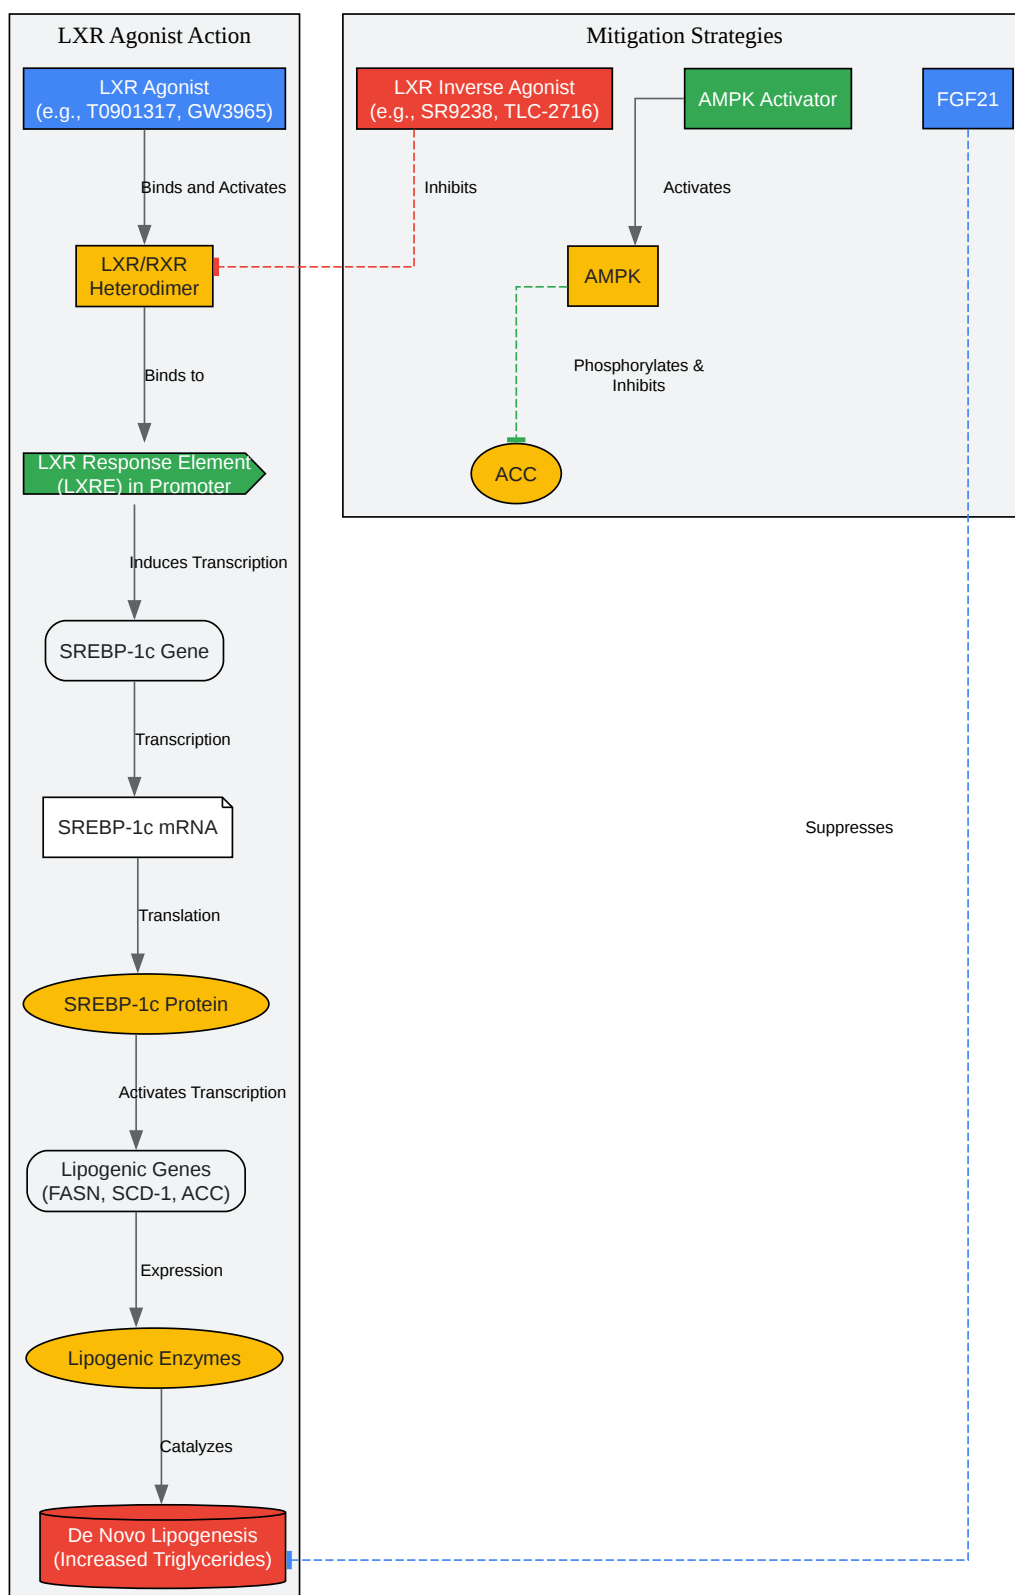 LXR Agonist Action
LXR Agonist
(e.g., T0901317, GW3965)
Binds and Activates
LXR/RXR
Heterodimer
Binds to
LXR Response Element
(LXRE) in Promoter
Induces Transcription
SREBP-1c Gene
Transcription
SREBP-1c mRNA
Translation
SREBP-1c Protein
Activates Transcription
Lipogenic Genes
(FASN, SCD-1, ACC)
Expression
Lipogenic Enzymes
Catalyzes
De Novo Lipogenesis
(Increased Triglycerides)
Mitigation Strategies
LXR Inverse Agonist
(e.g., SR9238, TLC-2716)
Inhibits
AMPK Activator
Activates
AMPK
Phosphorylates &
Inhibits
ACC
FGF21
Suppresses